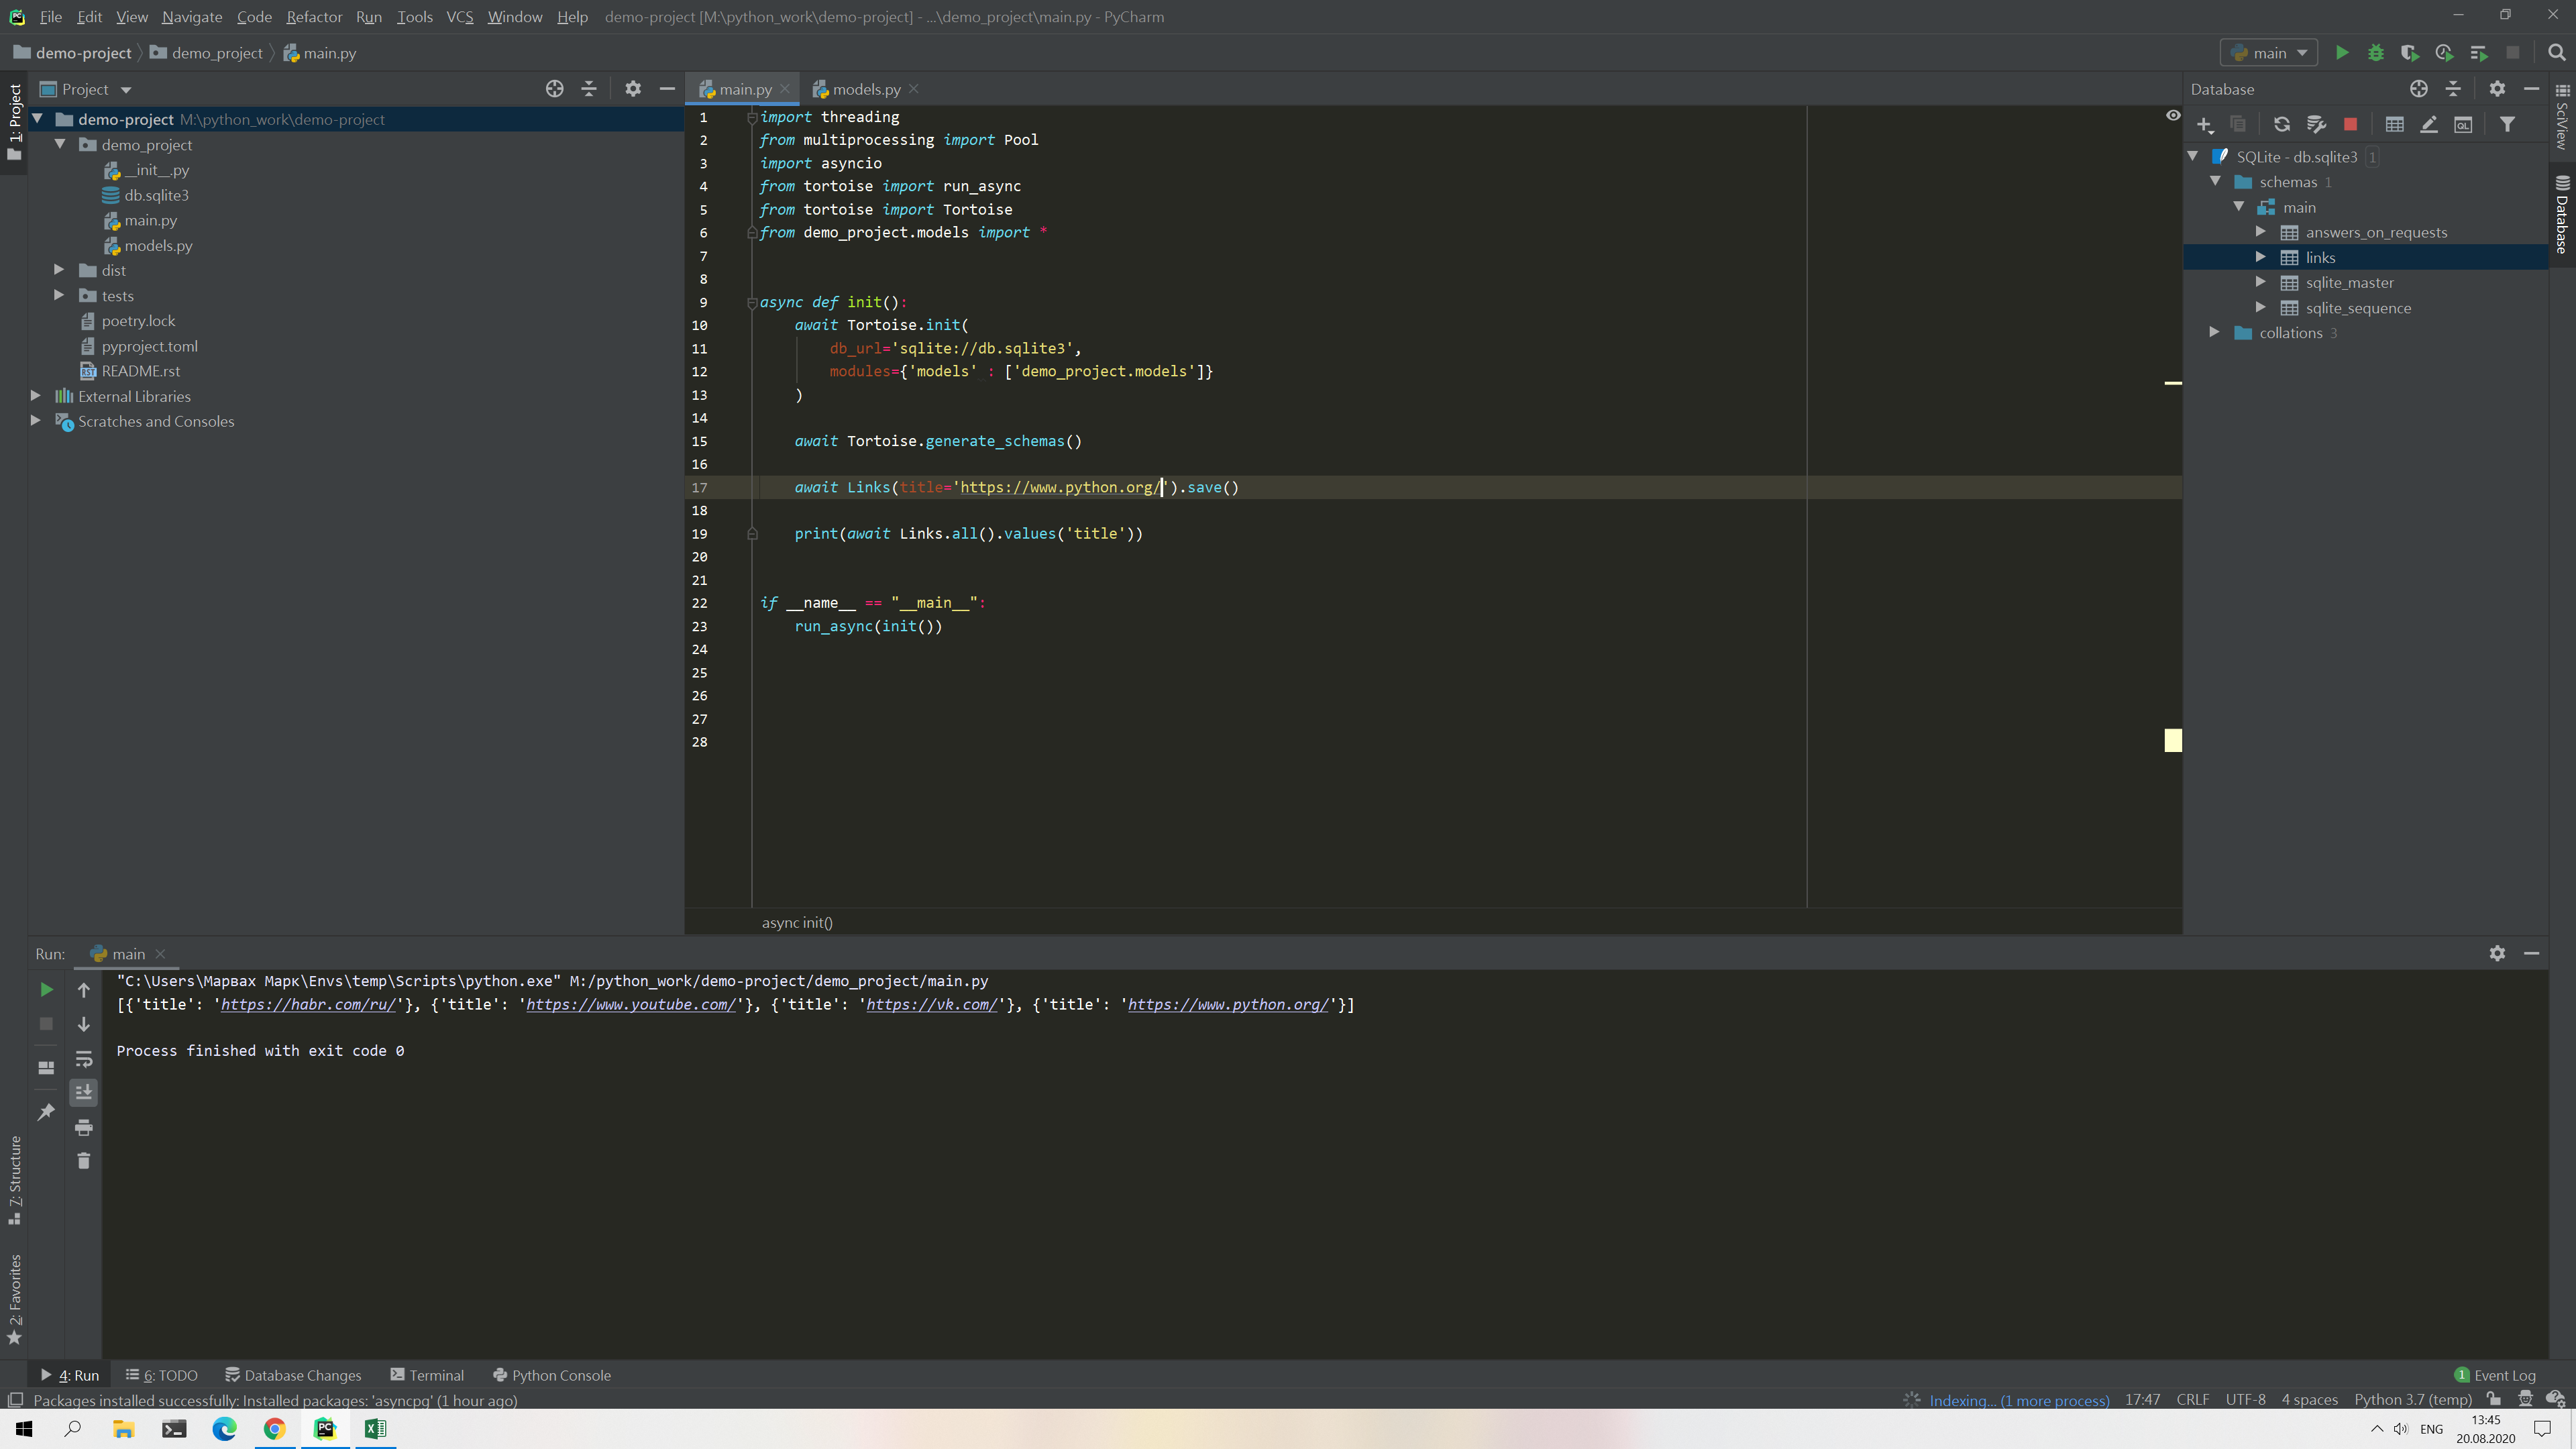 File Edit View Navigate Code Refactor Run Tools VCS Window Help demo-project [M:\python_work\demo-project] - ...\demo_project\main.py - PyCharm
demo-project demo_project main.py
main
Project
main.py
models.py
Database
1: Project
demo-project M:\python_work\demo-project
demo_project
__init__.py
db.sqlite3
main.py
models.py
dist
tests
poetry.lock
pyproject.toml
README.rst
External Libraries
Scratches and Consoles
1 import threading
2 from multiprocessing import Pool
3 import asyncio
4 from tortoise import run_async
5 from tortoise import Tortoise
6 from demo_project.models import *
7
8
9 async def init():
10 await Tortoise.init(
11 db_url='sqlite://db.sqlite3',
12 modules={'models' : ['demo_project.models']}
13 )
14
15 await Tortoise.generate_schemas()
16
17 await Links(title='https://www.python.org/').save()
18
19 print(await Links.all().values('title'))
20
21
22 if __name__ == "__main__":
23 run_async(init())
24
25
26
27
28
async init()
SQLite - db.sqlite3 1
schemas 1
main
answers_on_requests
links
sqlite_master
sqlite_sequence
collations 3
SciView
Database
Run: main
"C:\Users\Марвах Марк\Envs\temp\Scripts\python.exe" M:/python_work/demo-project/demo_project/main.py
[{'title': 'https://habr.com/ru/'}, {'title': 'https://www.youtube.com/'}, {'title': 'https://vk.com/'}, {'title': 'https://www.python.org/'}]
Process finished with exit code 0
7: Structure
2: Favorites
4: Run 6: TODO Database Changes Terminal Python Console 1 Event Log
Packages installed successfully: Installed packages: 'asyncpg' (1 hour ago) Indexing... (1 more process) 17:47 CRLF UTF-8 4 spaces Python 3.7 (temp)
ENG
13:45
20.08.2020